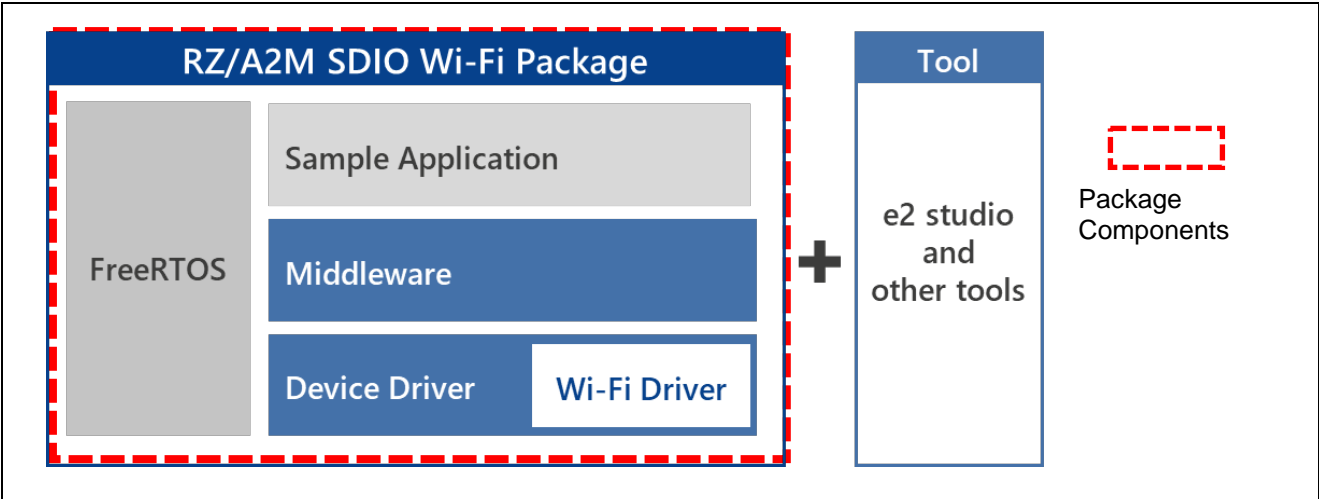 RZ/A2M SDIO Wi-Fi Package
FreeRTOS
Sample Application
Middleware
Device Driver
Wi-Fi Driver
+
Tool
e2 studio
and
other tools
Package
Components